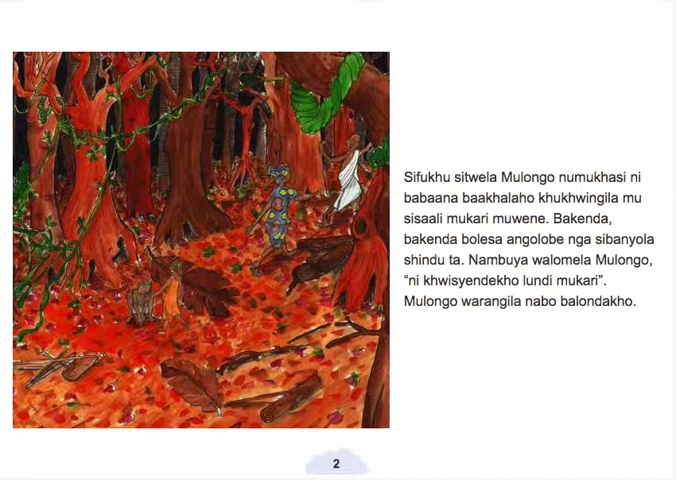 Sifukhu sitwela Mulongo numukhasi ni
babaana baakhalaho khukhwingila mu
sisaali mukari muwene. Bakenda,
bakenda bolesa angolobe nga sibanyola
shindu ta. Nambuya walomela Mulongo,
“ni khwisyendekho lundi mukari”.
Mulongo warangila nabo balondakho.
2